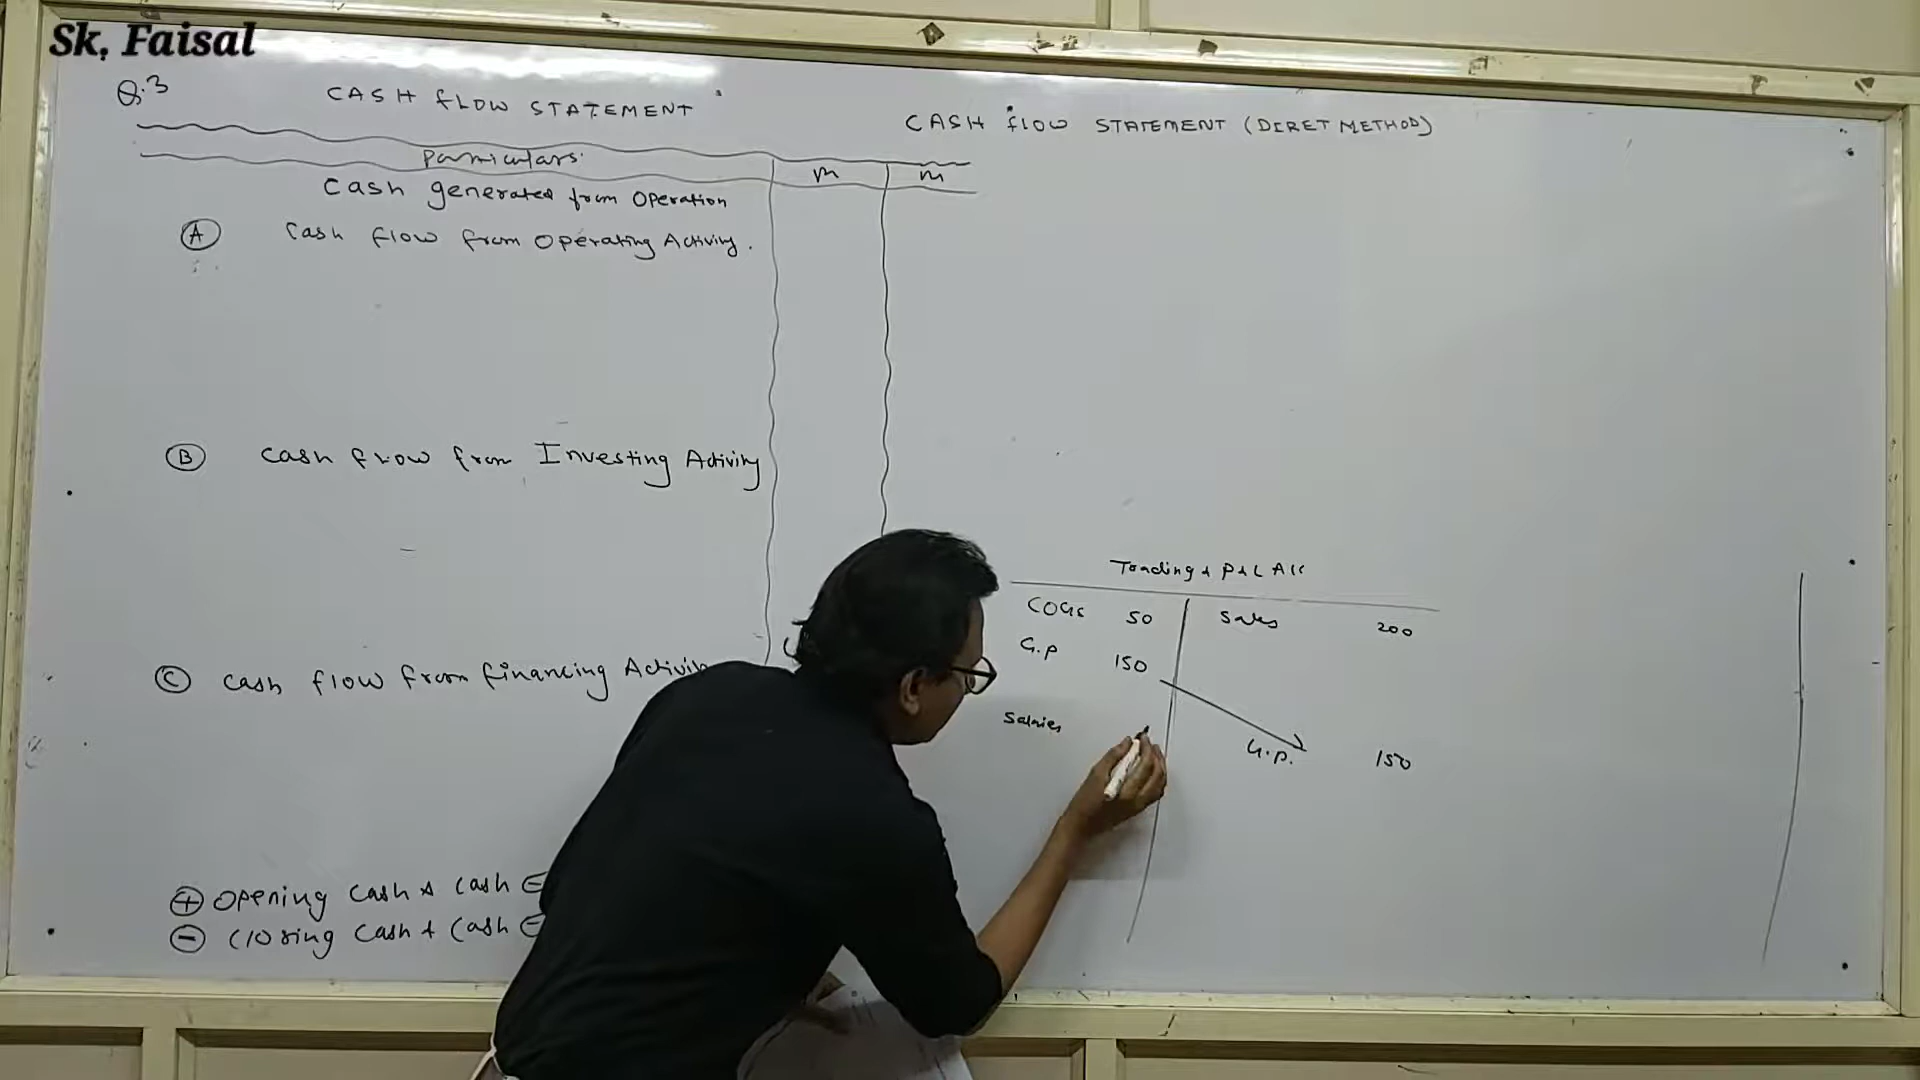 Sk, Faisal
Q.3
CASH FLOW STATEMENT
Particulars
m
m
Cash generated from Operation
A Cash flow from Operating Activity.
B Cash flow from Investing Activity
C Cash flow from financing Activity
+ Opening Cash & Cash E
- Closing Cash & Cash E
CASH flow STATEMENT (DIRET METHOD)
Trading & P & L A/c
COGS 50 Sales 200
G.P 150
Salaries
G.P. 150